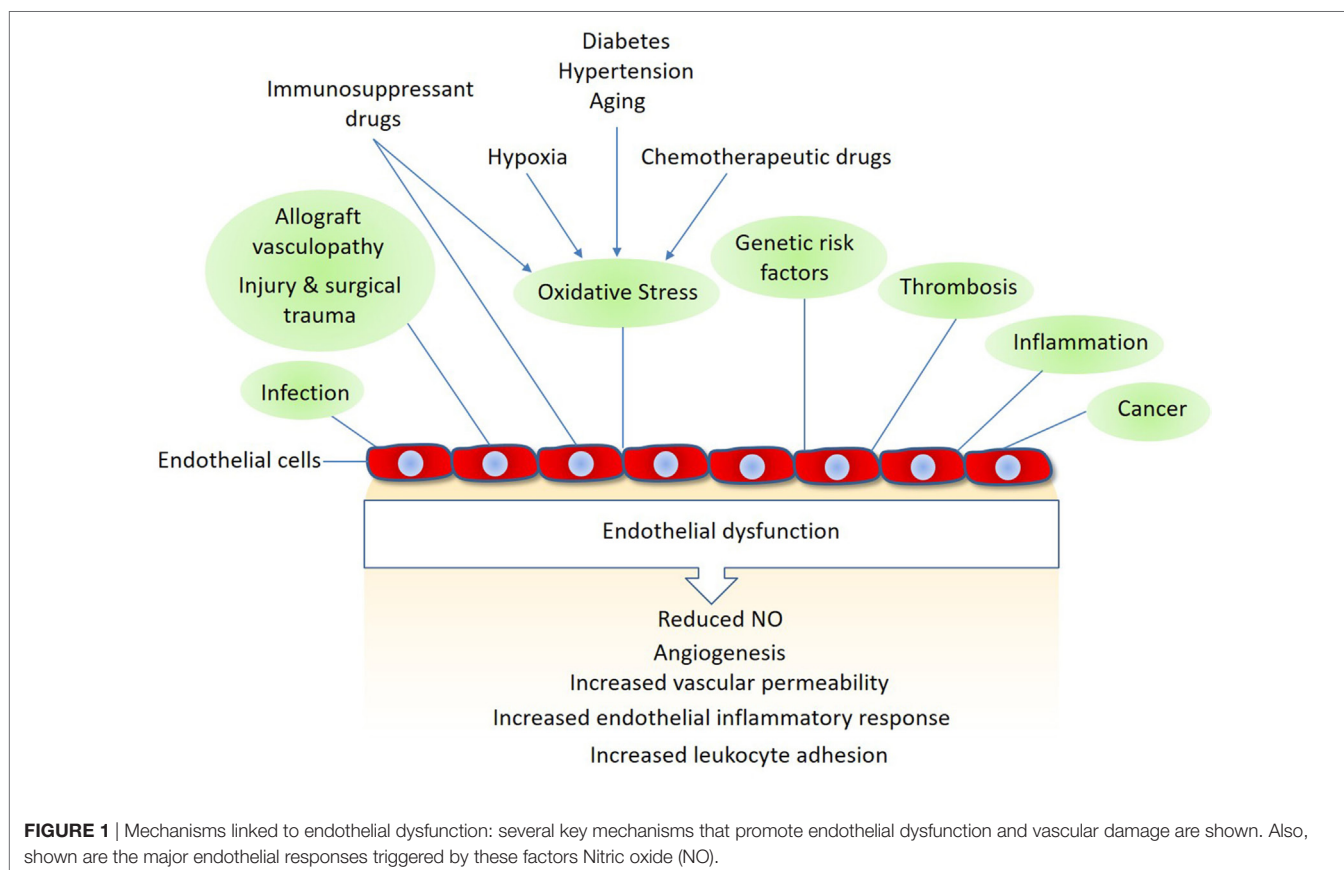 Diabetes
Hypertension
Aging
Immunosuppressant
drugs
Hypoxia
Chemotherapeutic drugs
Allograft
vasculopathy
Injury & surgical
trauma
Oxidative Stress
Genetic risk
factors
Thrombosis
Inflammation
Infection
Cancer
Endothelial cells
Endothelial dysfunction
Reduced NO
Angiogenesis
Increased vascular permeability
Increased endothelial inflammatory response
Increased leukocyte adhesion
FIGURE 1 | Mechanisms linked to endothelial dysfunction: several key mechanisms that promote endothelial dysfunction and vascular damage are shown. Also,
shown are the major endothelial responses triggered by these factors Nitric oxide (NO).